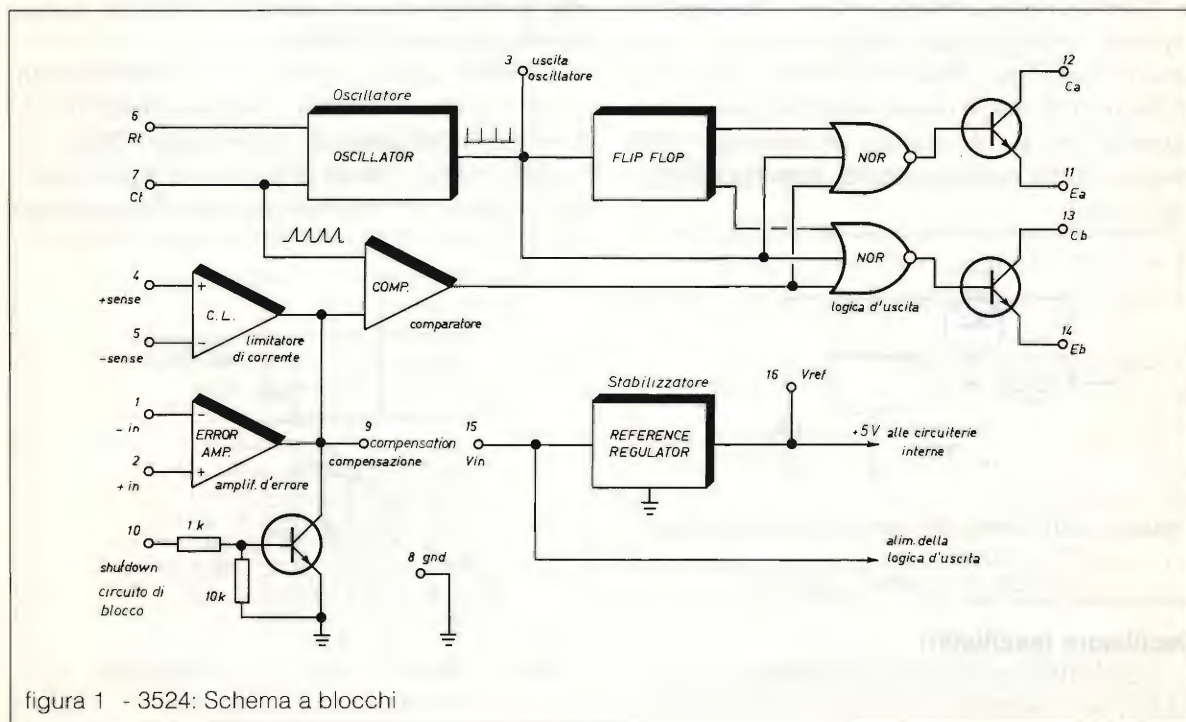 3 uscita
oscillatore
12
Ca
Oscillatore
6
Rt
OSCILLATOR
FLIP FLOP
NOR
11
Ea
7
Ct
13
Cb
NOR
4
+sense
C.L.
COMP.
comparatore
logica d'uscita
5
-sense
limitatore
di corrente
14
Eb
Stabilizzatore
16 Vref
1
- in
ERROR
AMP.
9
compensation
compensazione
15
Vin
REFERENCE
REGULATOR
+5V alle circuiterie
interne
2
+ in
amplif. d'errore
10
1k
shutdown
circuito di
blocco
10k
8 gnd
alim. della
logica d'uscita
figura 1 - 3524: Schema a blocchi